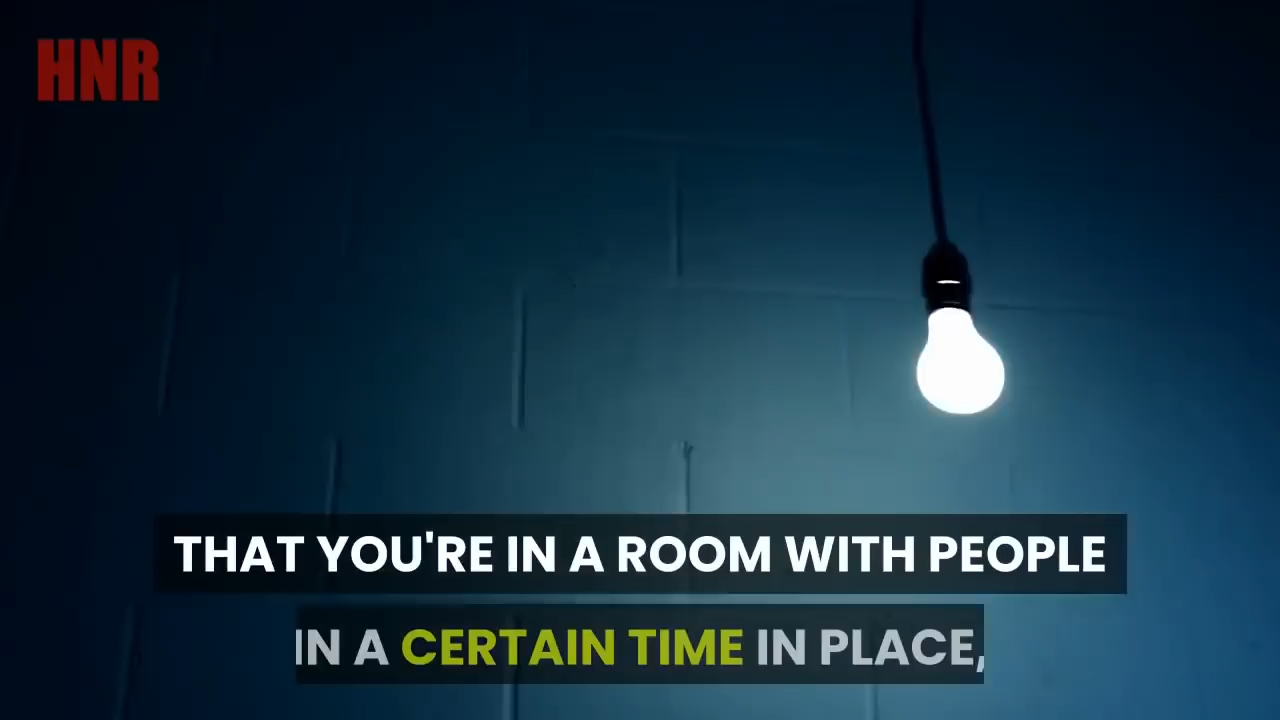 HNR
THAT YOU'RE IN A ROOM WITH PEOPLE
IN A CERTAIN TIME IN PLACE,